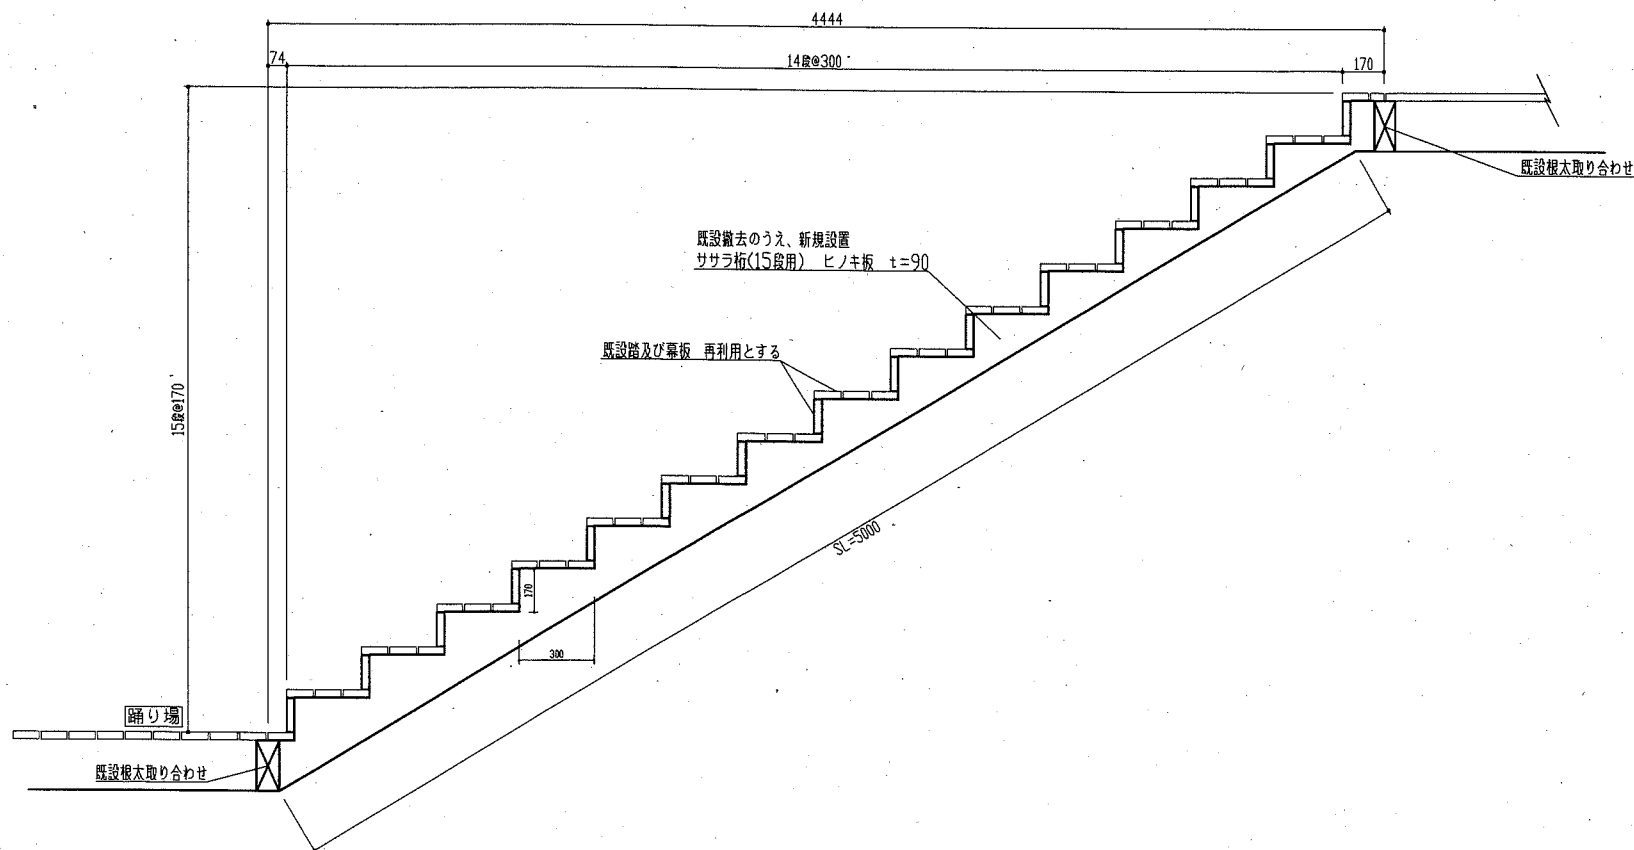 4444
74
14段@300
170
既設根太取り合わせ
既設撤去のうえ、新規設置
ササラ桁(15段用) ヒノキ板 t=90
既設踏及び幕板 再利用とする
15段@170
SL=5000
170
300
踊り場
既設根太取り合わせ